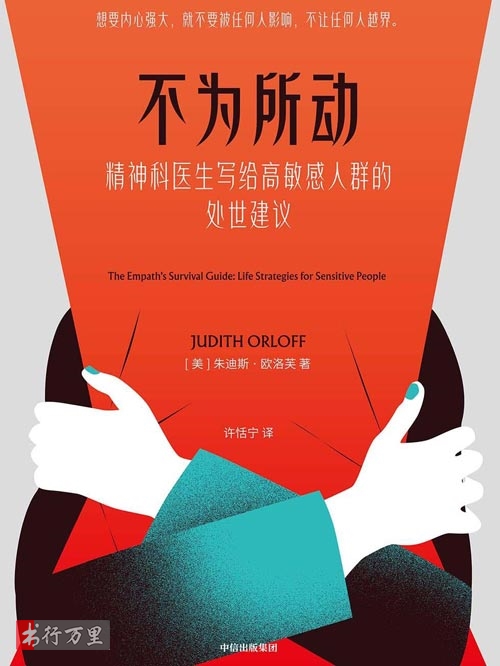 想要内心强大，就不要被任何人影响，不让任何人越界。
不为所动
精神科医生写给高敏感人群的
处世建议
The Empath's Survival Guide: Life Strategies for Sensitive People
JUDITH ORLOFF
[ 美 ] 朱迪斯·欧洛芙 著
许恬宁 译
书行万里
中信出版集团